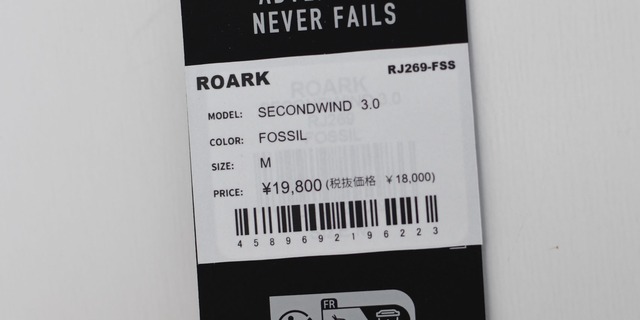 NEVER FAILS
ROARK RJ269-FSS
MODEL: SECONDWIND 3.0
COLOR: FOSSIL
SIZE: M
PRICE: ¥19,800 (税抜価格 ¥18,000)
4589692196223
FR